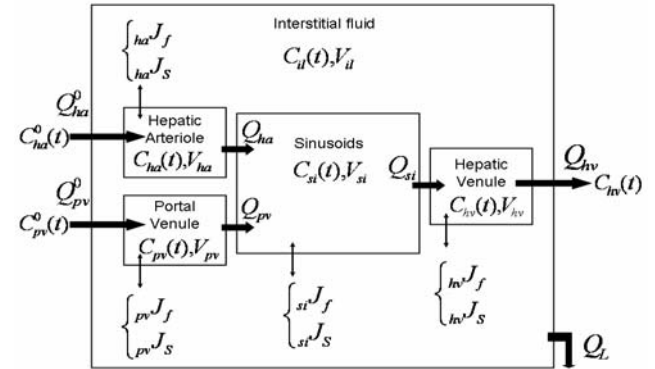 Interstitial fluid
C_il(t),V_il
_haJ_f
_haJ_S
Q^0_ha
C^0_ha(t)
Hepatic
Arteriole
C_ha(t),V_ha
Q_ha
Q^0_pv
C^0_pv(t)
Portal
Venule
C_pv(t),V_pv
Q_pv
Sinusoids
C_si(t),V_si
Q_si
Hepatic
Venule
C_hv(t),V_hv
Q_hv
C_hv(t)
_pvJ_f
_pvJ_S
_siJ_f
_siJ_S
_hvJ_f
_hvJ_S
Q_L